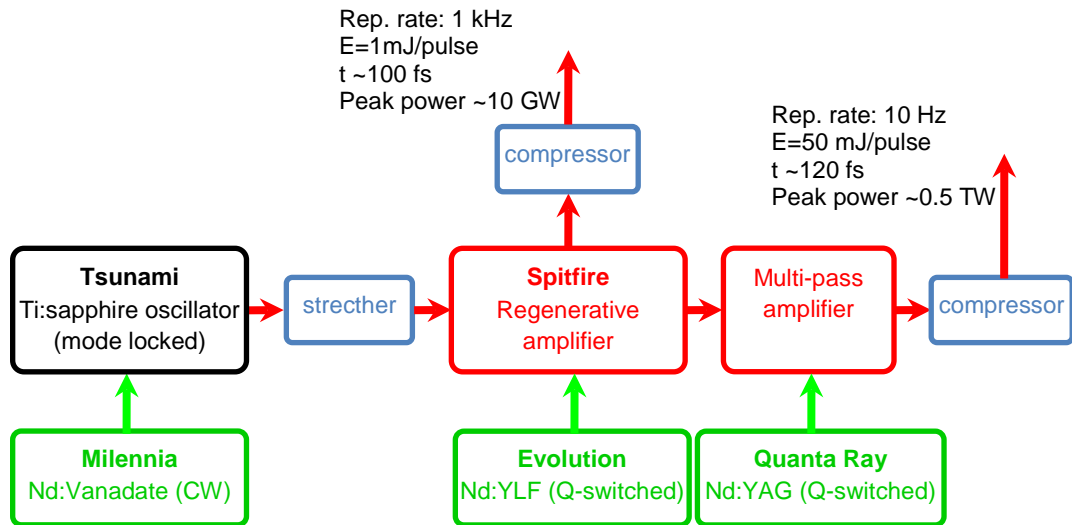 Rep. rate: 1 kHz
E=1mJ/pulse
t ~100 fs
Peak power ~10 GW
compressor
Rep. rate: 10 Hz
E=50 mJ/pulse
t ~120 fs
Peak power ~0.5 TW
Tsunami
Ti:sapphire oscillator
(mode locked)
strecther
Spitfire
Regenerative
amplifier
Multi-pass
amplifier
compressor
Milennia
Nd:Vanadate (CW)
Evolution
Nd:YLF (Q-switched)
Quanta Ray
Nd:YAG (Q-switched)